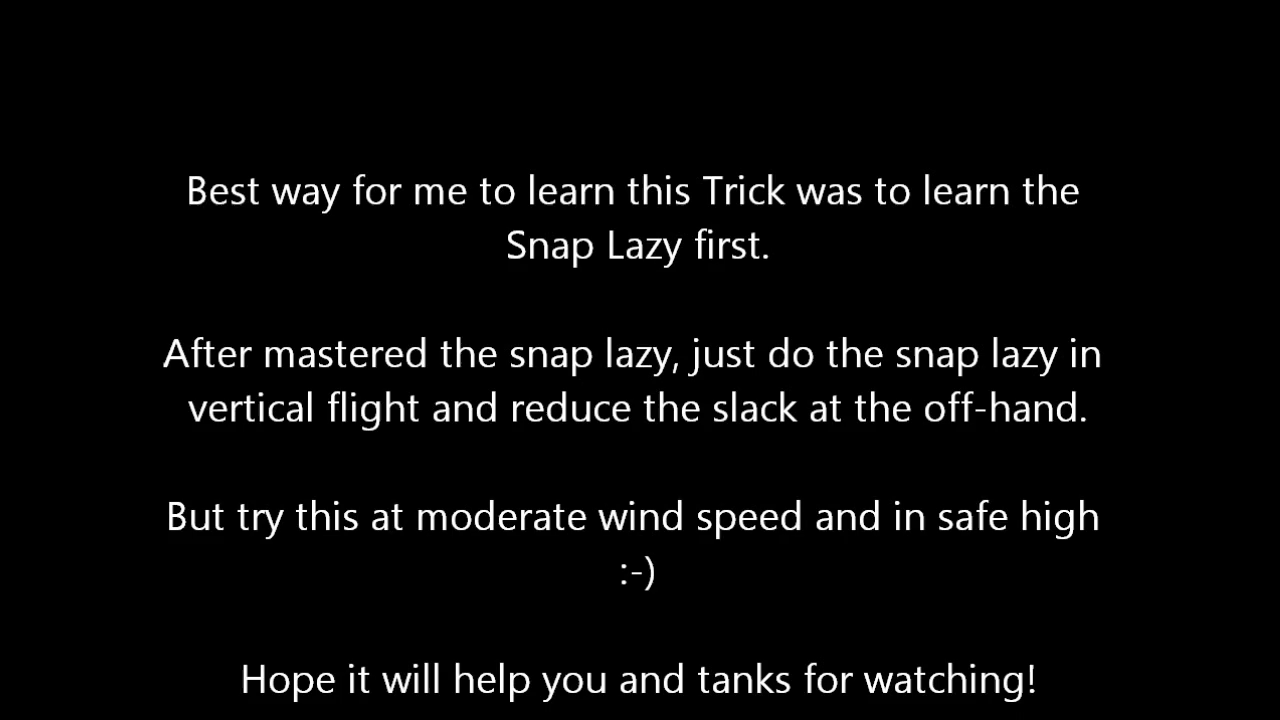 Best way for me to learn this Trick was to learn the
Snap Lazy first.
After mastered the snap lazy, just do the snap lazy in
vertical flight and reduce the slack at the off-hand.
But try this at moderate wind speed and in safe high
:-)
Hope it will help you and tanks for watching!